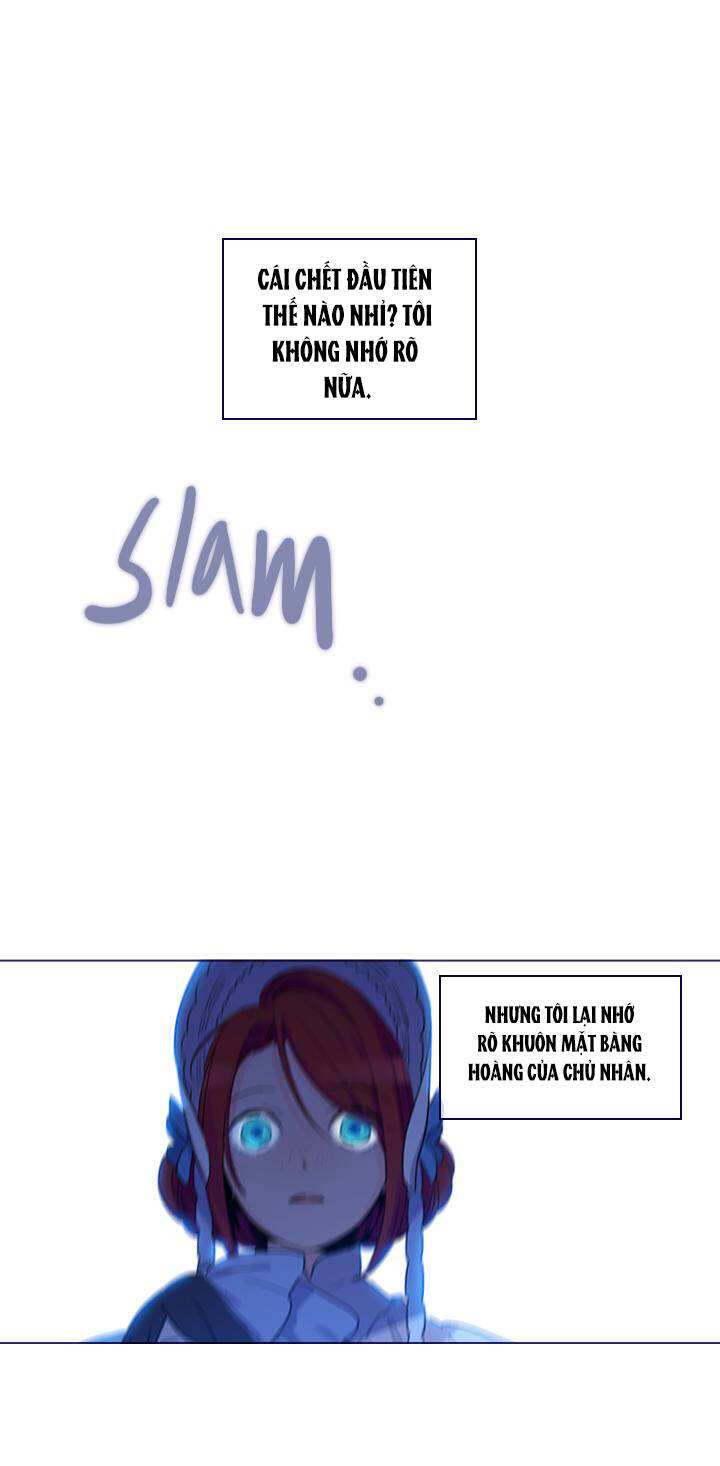 CÁI CHẾT ĐẦU TIÊN
THẾ NÀO NHỈ? TÔI
KHÔNG NHỚ RÕ
NỮA.
Slam..
NHƯNG TÔI LẠI NHỚ
RÕ KHUÔN MẶT BÀNG
HOÀNG CỦA CHỦ NHÂN.